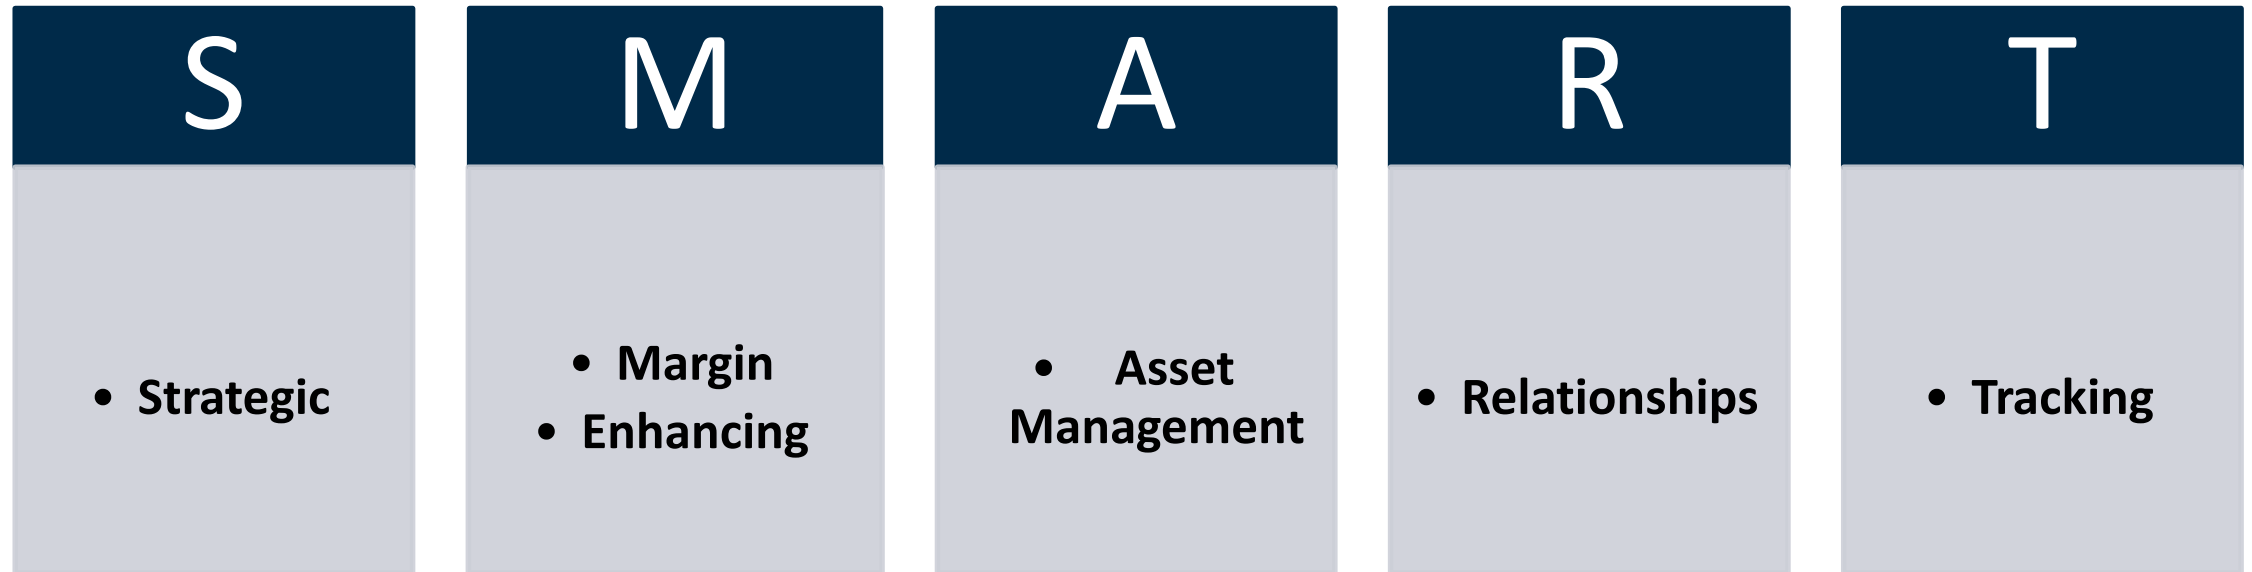 S
• Strategic
M
• Margin
• Enhancing
A
• Asset
Management
R
• Relationships
T
• Tracking